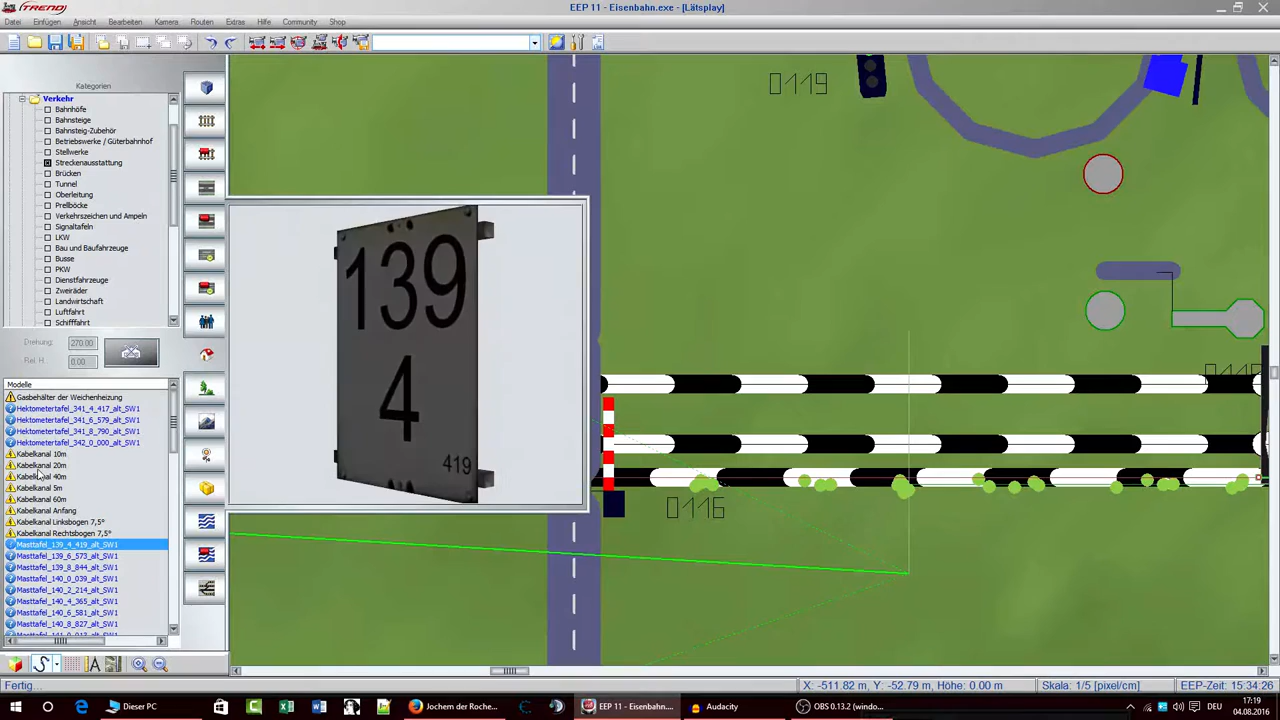 TREND
EEP 11 - Eisenbahn.exe - [Lätsplay]
Datei Einfügen Ansicht Bearbeiten Kamera Routen Extras Hilfe Community Shop
Kategorien
Verkehr
Bahnhöfe
Bahnsteige
Bahnsteig-Zubehör
Betriebswerke / Güterbahnhof
Stellwerke
Streckenausstattung
Brücken
Tunnel
Oberleitung
Prellböcke
Verkehrszeichen und Ampeln
Signaltafeln
LKW
Bau und Baufahrzeuge
Busse
PKW
Dienstfahrzeuge
Zweiräder
Landwirtschaft
Luftfahrt
Schifffahrt
Drehung: 270.00
Rel. H.: 0.00
Modelle
Gasbehälter der Weichenheizung
Hektometertafel_341_4_417_alt_SW1
Hektometertafel_341_6_579_alt_SW1
Hektometertafel_341_8_790_alt_SW1
Hektometertafel_342_0_000_alt_SW1
Kabelkanal 10m
Kabelkanal 20m
Kabelkanal 40m
Kabelkanal 5m
Kabelkanal 60m
Kabelkanal Anfang
Kabelkanal Linksbogen 7,5°
Kabelkanal Rechtsbogen 7,5°
Masttafel_139_4_419_alt_SW1
Masttafel_139_6_573_alt_SW1
Masttafel_139_8_844_alt_SW1
Masttafel_140_0_039_alt_SW1
Masttafel_140_2_214_alt_SW1
Masttafel_140_4_365_alt_SW1
Masttafel_140_6_581_alt_SW1
Masttafel_140_8_827_alt_SW1
139
4
419
0119
0116
Fertig...
X: -511.82 m, Y: -52.79 m, Höhe: 0.00 m
Skala: 1/5 [pixel/cm]
EEP-Zeit: 15:34:26
Dieser PC
Jochem der Roche...
EEP 11 - Eisenbahn...
Audacity
OBS 0.13.2 (windo...
DEU
17:19
04.08.2016